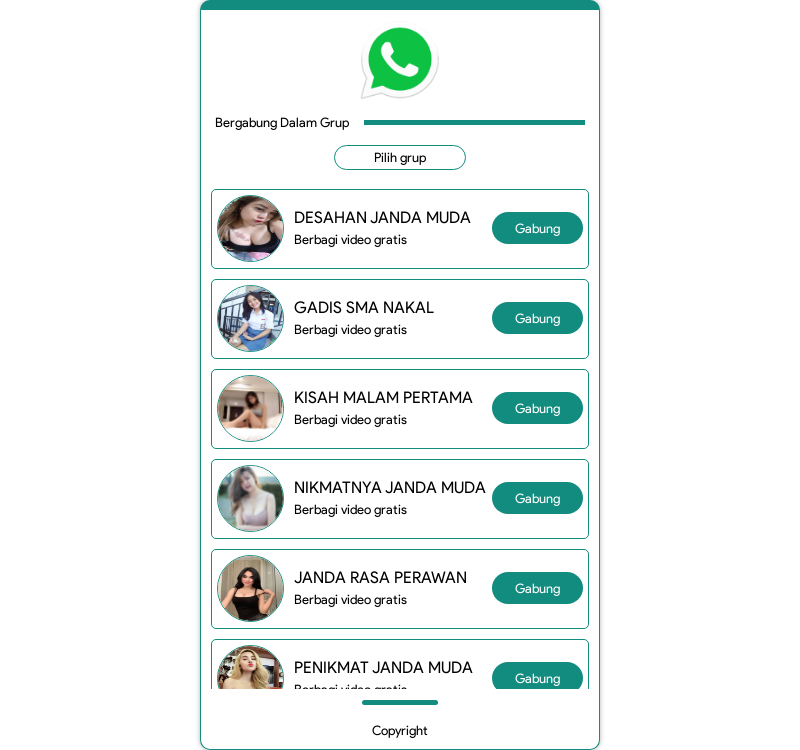 Bergabung Dalam Grup
Pilih grup
DESAHAN JANDA MUDA
Berbagi video gratis
Gabung
GADIS SMA NAKAL
Berbagi video gratis
Gabung
KISAH MALAM PERTAMA
Berbagi video gratis
Gabung
NIKMATNYA JANDA MUDA
Berbagi video gratis
Gabung
JANDA RASA PERAWAN
Berbagi video gratis
Gabung
PENIKMAT JANDA MUDA
Berbagi video gratis
Gabung
Copyright